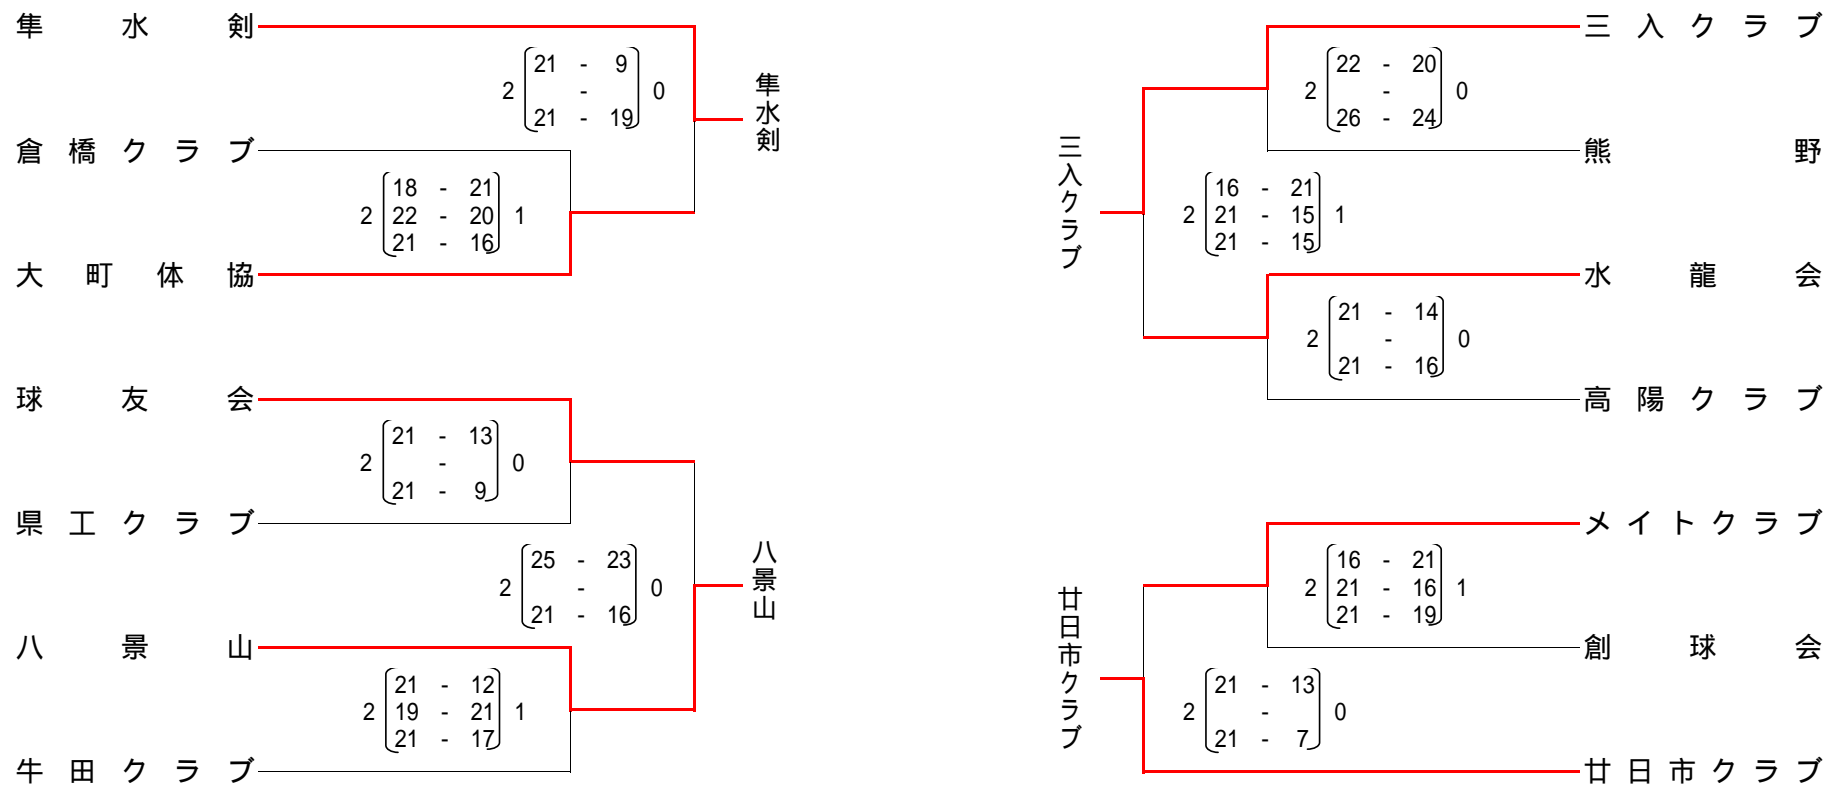 隼水剣
21 - 9
2 - 0
21 - 19
隼水剣
倉橋クラブ
18 - 21
2 22 - 20 1
21 - 16
大町体協
球友会
21 - 13
2 - 0
21 - 9
県工クラブ
25 - 23
2 - 0
21 - 16
八景山
八景山
21 - 12
2 19 - 21 1
21 - 17
牛田クラブ
三入クラブ
22 - 20
2 - 0
26 - 24
熊野
三入クラブ
16 - 21
2 21 - 15 1
21 - 15
水龍会
21 - 14
2 - 0
21 - 16
高陽クラブ
メイトクラブ
16 - 21
2 21 - 16 1
21 - 19
創球会
廿日市クラブ
21 - 13
2 - 0
21 - 7
廿日市クラブ